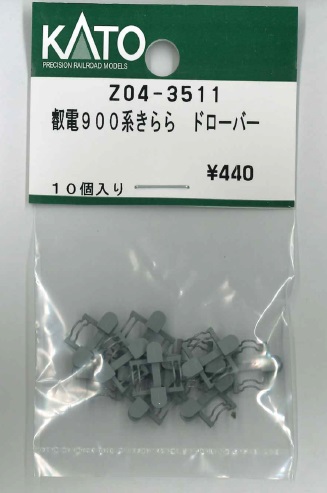 KATO
PRECISION RAILROAD MODELS
Z04-3511
叡電900系きらら ドローバー
¥440
10個入り